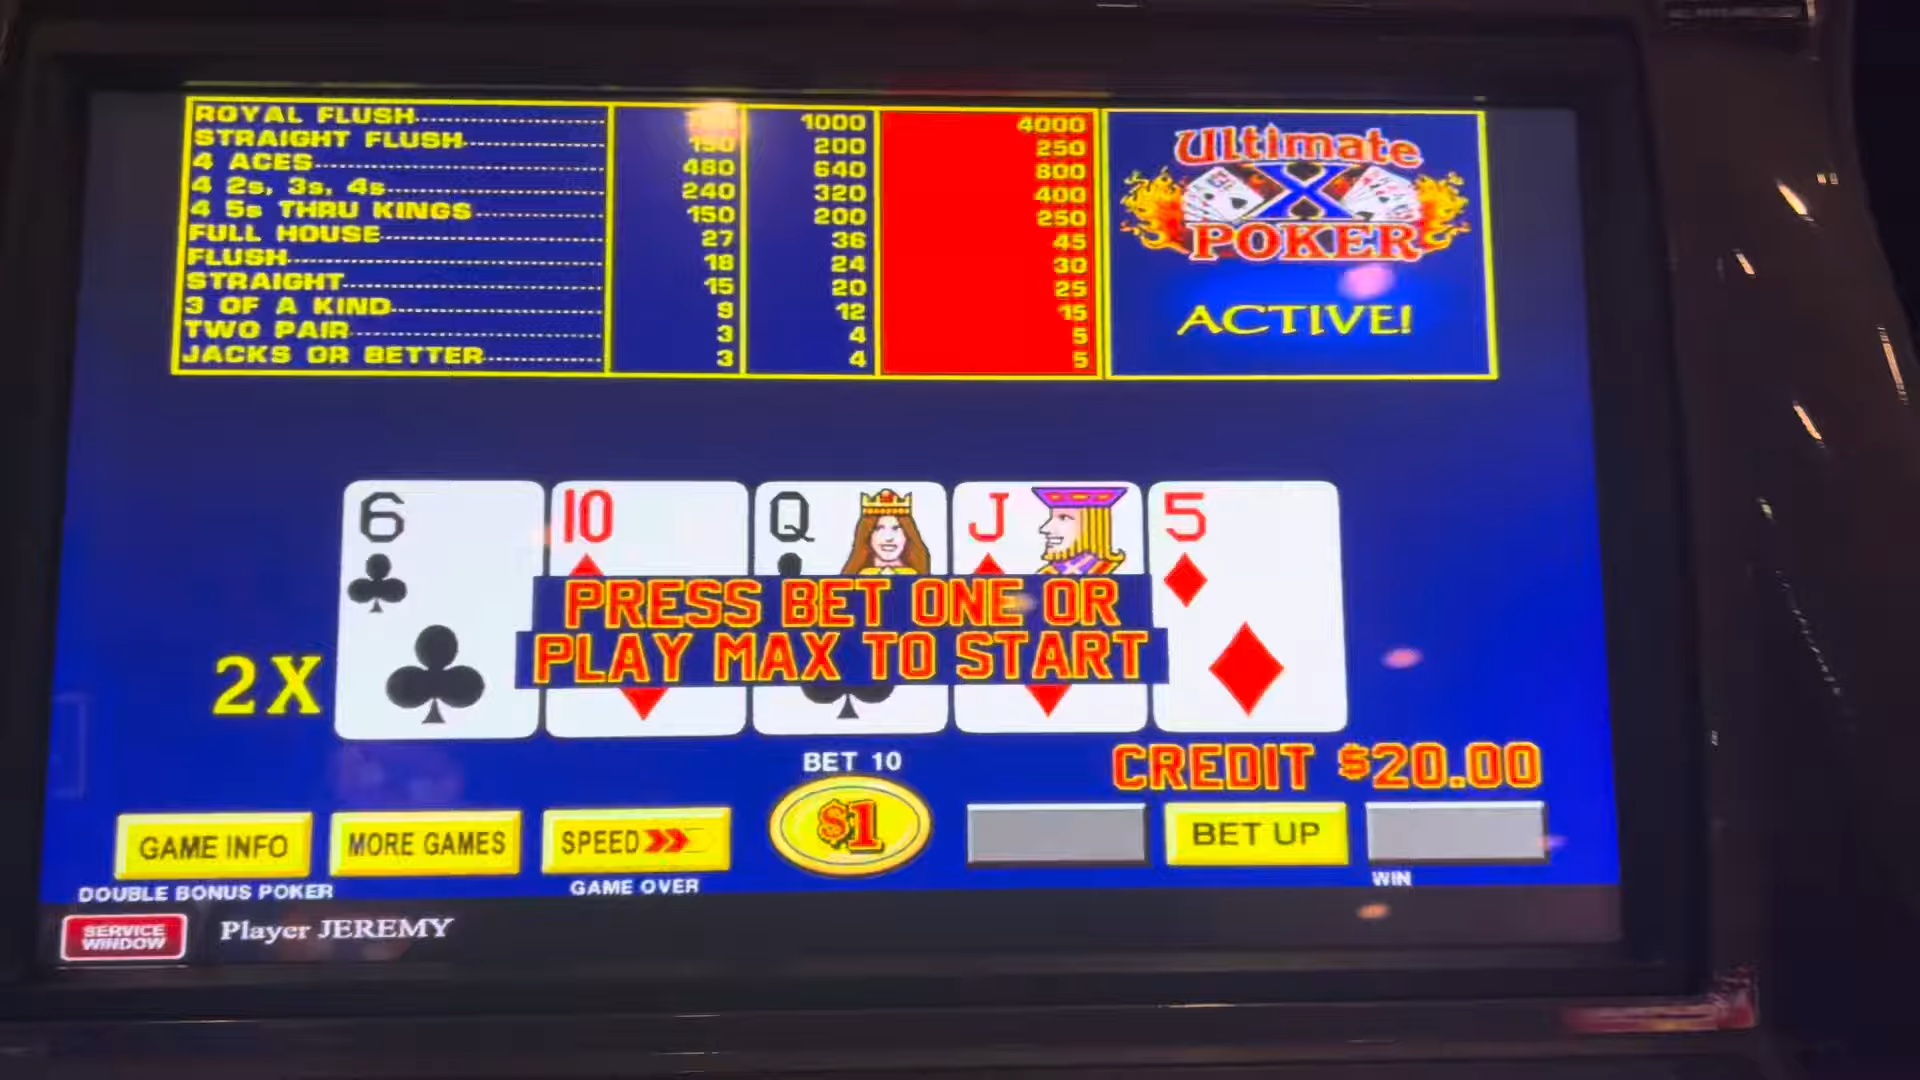 ROYAL FLUSH 1000 4000
STRAIGHT FLUSH 150 200 250
4 ACES 480 640 800
4 2s, 3s, 4s 240 320 400
4 5s THRU KINGS 150 200 250
FULL HOUSE 27 36 45
FLUSH 18 24 30
STRAIGHT 15 20 25
3 OF A KIND 9 12 15
TWO PAIR 3 4 5
JACKS OR BETTER 3 4 5
Ultimate
X
POKER
ACTIVE!
6 10 Q J 5
PRESS BET ONE OR
PLAY MAX TO START
2X
BET 10
CREDIT $20.00
GAME INFO
MORE GAMES
SPEED
$1
BET UP
DOUBLE BONUS POKER
GAME OVER
WIN
SERVICE
WINDOW
Player JEREMY